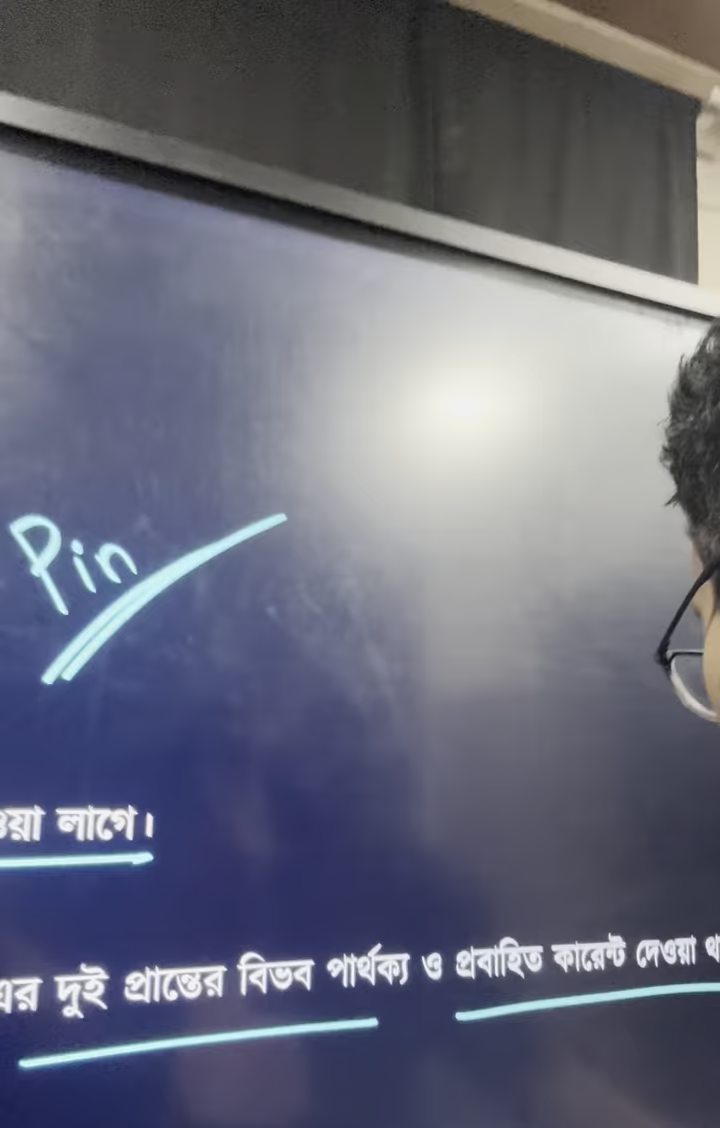 Pin
ওয়া লাগে।
এর দুই প্রান্তের বিভব পার্থক্য ও প্রবাহিত কারেন্ট দেওয়া থা